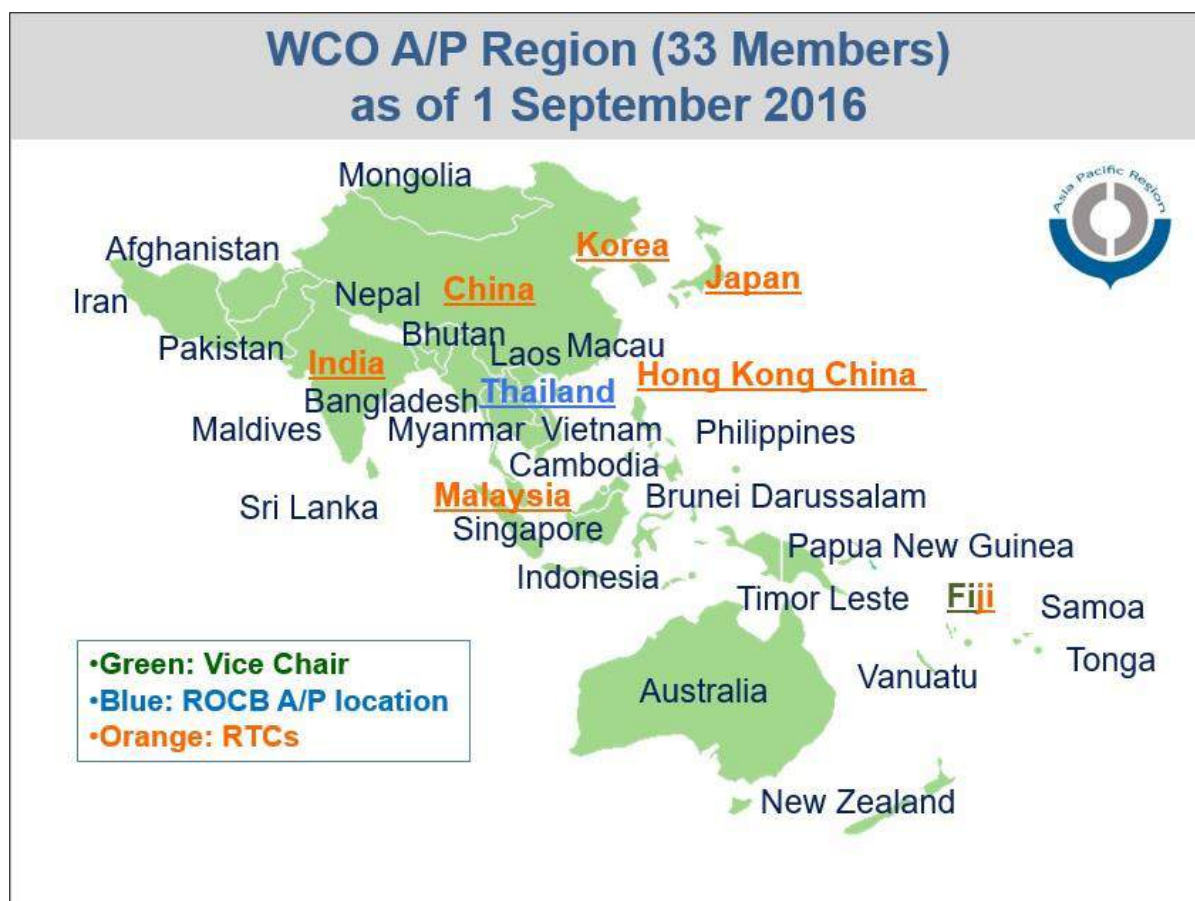 WCO A/P Region (33 Members)
as of 1 September 2016
Asia Pacific Region
Mongolia
Korea
Afghanistan
Japan
Iran
Nepal
China
Bhutan
Pakistan
Laos
Macau
India
Hong Kong China
Thailand
Bangladesh
Maldives
Myanmar
Vietnam
Philippines
Cambodia
Malaysia
Brunei Darussalam
Sri Lanka
Singapore
Papua New Guinea
Indonesia
Timor Leste
Fiji
Samoa
Tonga
Vanuatu
Australia
New Zealand
•Green: Vice Chair
•Blue: ROCB A/P location
•Orange: RTCs